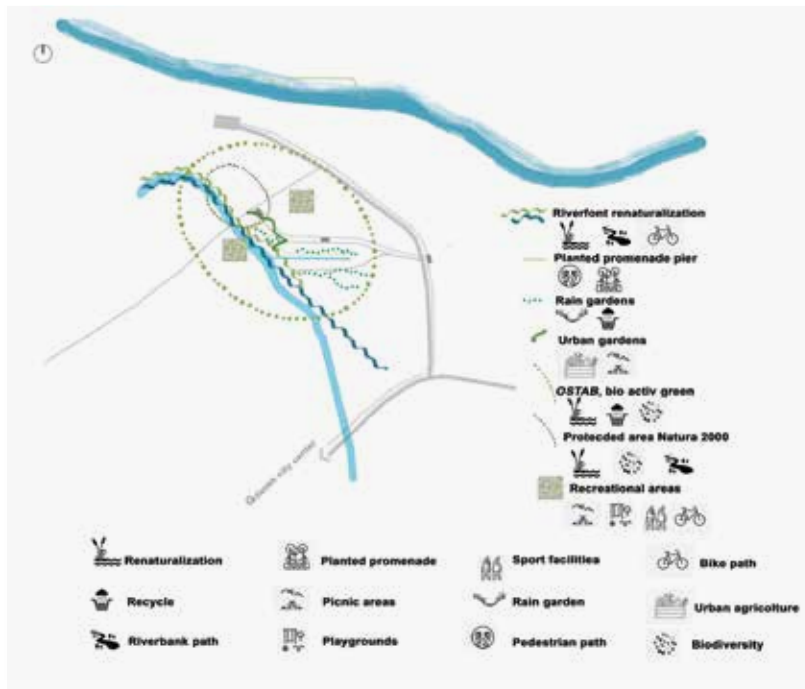 Riverfont renaturalization
Planted promenade pier
Rain gardens
Urban gardens
OSTAB, bio activ green
Protecded area Natura 2000
Recreational areas
city center
Renaturalization
Planted promenade
Sport facilities
Bike path
Recycle
Picnic areas
Rain garden
Urban agricolture
Riverbank path
Playgrounds
Pedestrian path
Biodiversity